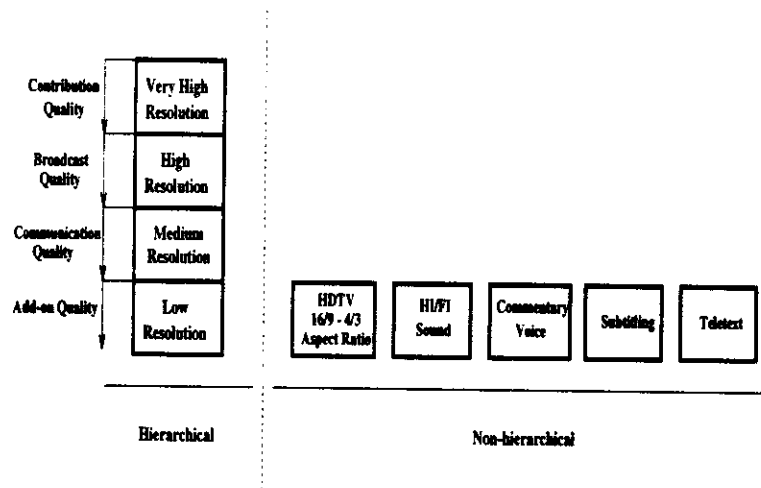 Contribution
Quality
Very High
Resolution
Broadcast
Quality
High
Resolution
Communication
Quality
Medium
Resolution
Add-on Quality
Low
Resolution
HDTV
16/9 - 4/3
Aspect Ratio
HI/FI
Sound
Commentary
Voice
Subtitling
Teletext
Hierarchical
Non-hierarchical